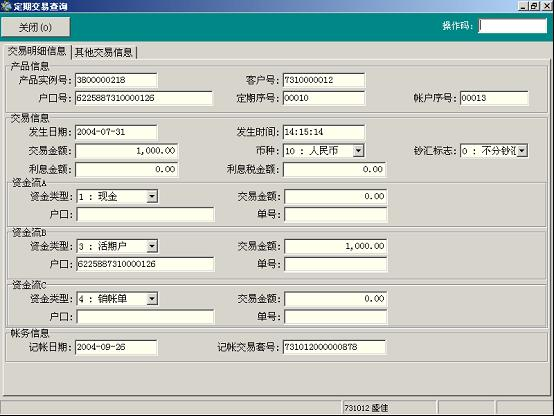 定期交易查询
关闭(o) 操作码:
交易明细信息 其他交易信息
产品信息
产品实例号: 3800000218 客户号: 7310000012
户口号: 6225887310000126 定期序号: 00010 帐户序号: 00013
交易信息
发生日期: 2004-07-31 发生时间: 14:15:14
交易金额: 1,000.00 币种: 10 : 人民币 钞汇标志: 0 : 不分钞汇
利息金额: 0.00 利息税金额: 0.00
资金流A
资金类型: 1 : 现金 交易金额: 0.00
户口: 单号:
资金流B
资金类型: 3 : 活期户 交易金额: 1,000.00
户口: 6225887310000126 单号:
资金流C
资金类型: 4 : 销帐单 交易金额: 0.00
户口: 单号:
帐务信息
记帐日期: 2004-09-26 记帐交易套号: 731012000000878
731012 盛佳